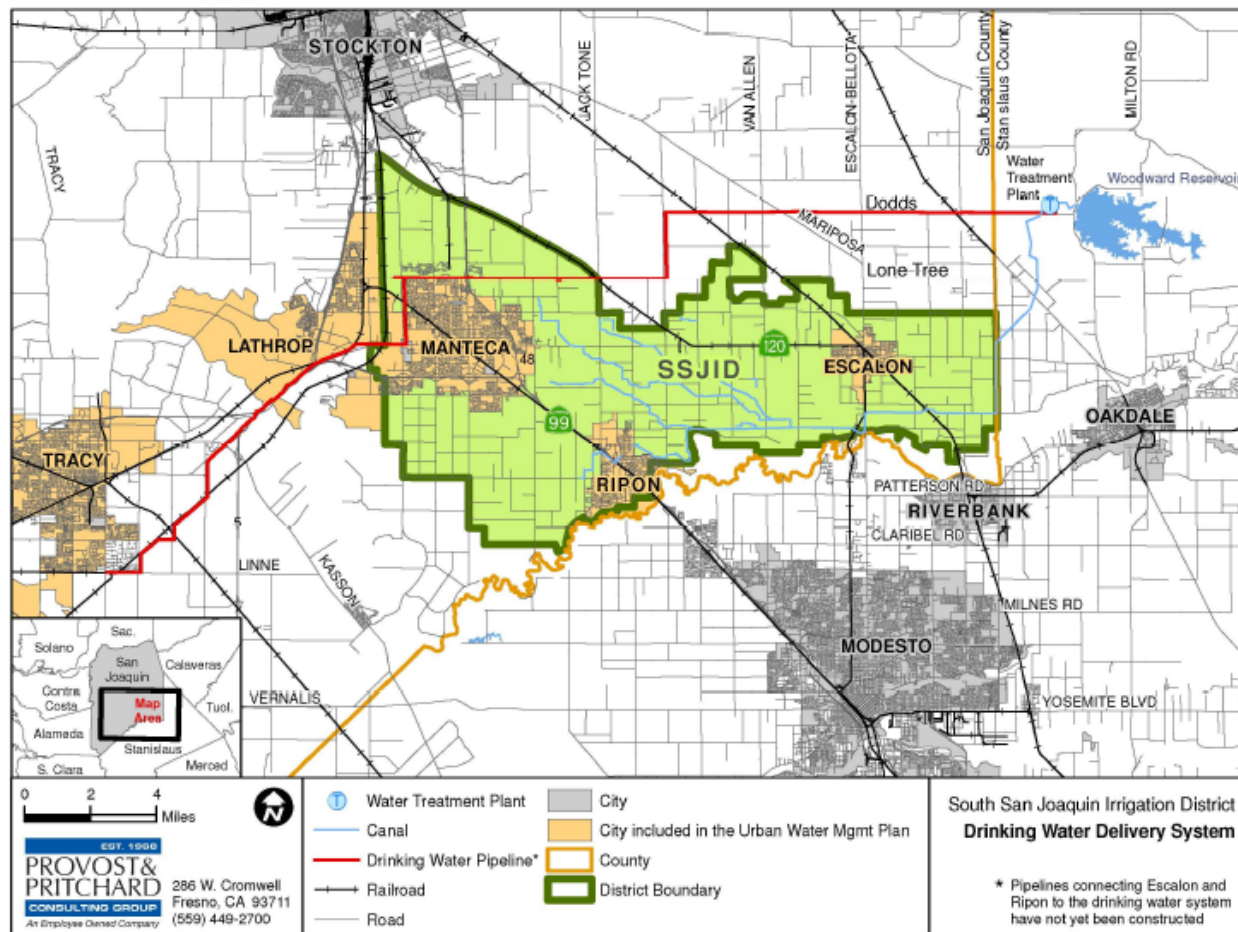 STOCKTON
JACK TONE
VAN ALLEN
ESCALON-BELLOTA
San Joaquin County
Stanislaus County
MILTON RD
TRACY
Water
Treatment
Plant
Woodward Reservoir
T
Dodds
MARIPOSA
Lone Tree
LATHROP
MANTECA
48
SSJID
120
ESCALON
99
OAKDALE
TRACY
RIPON
PATTERSON RD
RIVERBANK
CLARIBEL RD
5
LINNE
KASSON
MILNES RD
MODESTO
VERNALIS
YOSEMITE BLVD
Sac.
Solano
San
Joaquin
Calaveras
Contra
Costa
Map
Area
Tuol.
Alameda
Stanislaus
S. Clara
Merced
0 2 4
Miles
N
EST. 1968
PROVOST&
PRITCHARD
CONSULTING GROUP
An Employee Owned Company
286 W. Cromwell
Fresno, CA 93711
(559) 449-2700
T Water Treatment Plant
Canal
Drinking Water Pipeline*
Railroad
Road
City
City included in the Urban Water Mgmt Plan
County
District Boundary
South San Joaquin Irrigation District
Drinking Water Delivery System
* Pipelines connecting Escalon and
Ripon to the drinking water system
have not yet been constructed